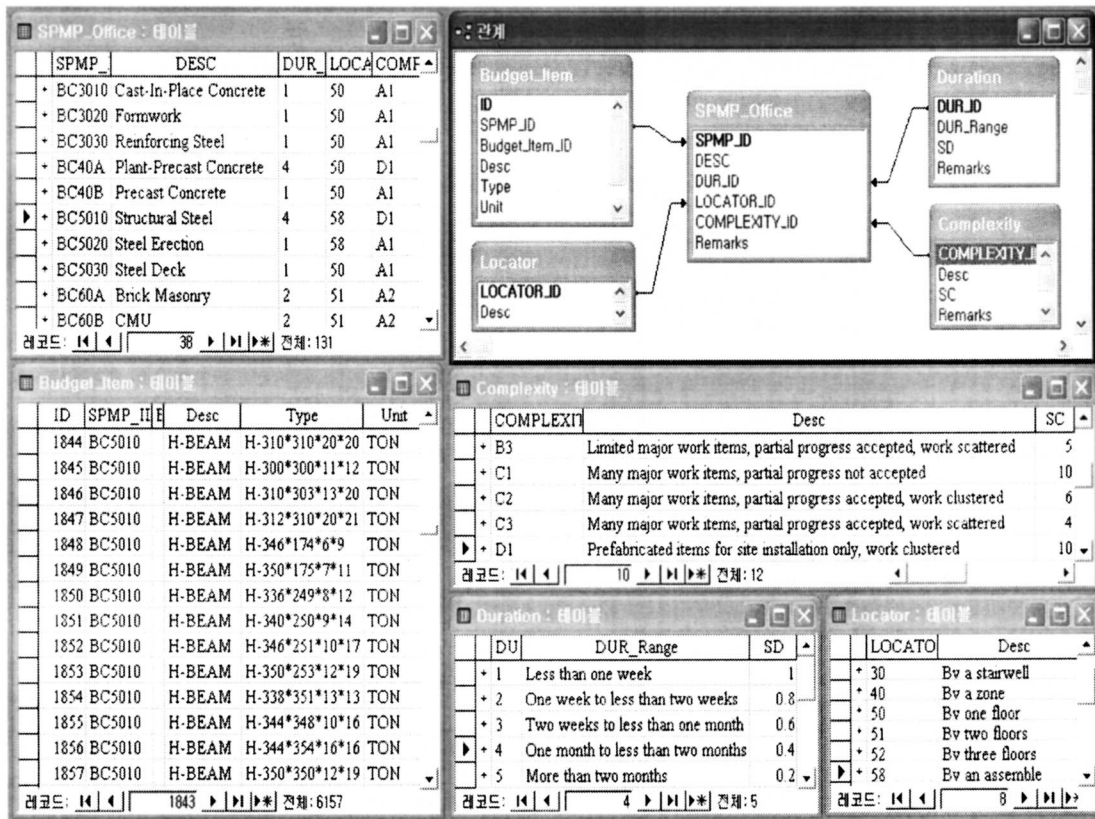 SPMP_Office : 테이블
SPMP_ DESC DUR_ LOCA COMP
+ BC3010 Cast-In-Place Concrete 1 50 A1
+ BC3020 Formwork 1 50 A1
+ BC3030 Reinforcing Steel 1 50 A1
+ BC40A Plant-Precast Concrete 4 50 D1
+ BC40B Precast Concrete 1 50 A1
+ BC5010 Structural Steel 4 58 D1
+ BC5020 Steel Erection 1 58 A1
+ BC5030 Steel Deck 1 50 A1
+ BC60A Brick Masonry 2 51 A2
+ BC60B CMU 2 51 A2
레코드: 38 전체: 131
관계
Budget_Item
ID
SPMP_ID
Budget_Item_ID
Desc
Type
Unit
Locator
LOCATOR_ID
Desc
SPMP_Office
SPMP_ID
DESC
DUR_ID
LOCATOR_ID
COMPLEXITY_ID
Remarks
Duration
DUR_ID
DUR_Range
SD
Remarks
Complexity
COMPLEXITY_I
Desc
SC
Remarks
Budget_Item : 테이블
ID SPMP_II E Desc Type Unit
1844 BC5010 H-BEAM H-310*310*20*20 TON
1845 BC5010 H-BEAM H-300*300*11*12 TON
1846 BC5010 H-BEAM H-310*303*13*20 TON
1847 BC5010 H-BEAM H-312*310*20*21 TON
1848 BC5010 H-BEAM H-346*174*6*9 TON
1849 BC5010 H-BEAM H-350*175*7*11 TON
1850 BC5010 H-BEAM H-336*249*8*12 TON
1851 BC5010 H-BEAM H-340*250*9*14 TON
1852 BC5010 H-BEAM H-346*251*10*17 TON
1853 BC5010 H-BEAM H-350*253*12*19 TON
1854 BC5010 H-BEAM H-338*351*13*13 TON
1855 BC5010 H-BEAM H-344*348*10*16 TON
1856 BC5010 H-BEAM H-344*354*16*16 TON
1857 BC5010 H-BEAM H-350*350*12*19 TON
레코드: 1843 전체: 6157
Complexity : 테이블
COMPLEXIT Desc SC
+ B3 Limited major work items, partial progress accepted, work scattered 5
+ C1 Many major work items, partial progress not accepted 10
+ C2 Many major work items, partial progress accepted, work clustered 6
+ C3 Many major work items, partial progress accepted, work scattered 4
+ D1 Prefabricated items for site installation only, work clustered 10
레코드: 10 전체: 12
Duration : 테이블
DU DUR_Range SD
+ 1 Less than one week 1
+ 2 One week to less than two weeks 0.8
+ 3 Two weeks to less than one month 0.6
+ 4 One month to less than two months 0.4
+ 5 More than two months 0.2
레코드: 4 전체: 5
Locator : 테이블
LOCATO Desc
+ 30 By a stairwell
+ 40 By a zone
+ 50 By one floor
+ 51 By two floors
+ 52 By three floors
+ 58 By an assemble
레코드: 8